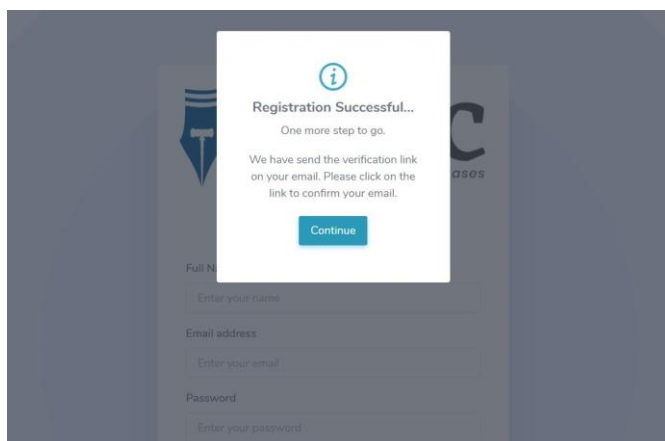 Registration Successful...
One more step to go.
We have send the verification link
on your email. Please click on the
link to confirm your email.
Continue
C
ases
Full N
Enter your name
Email address
Enter your email
Password
Enter your password